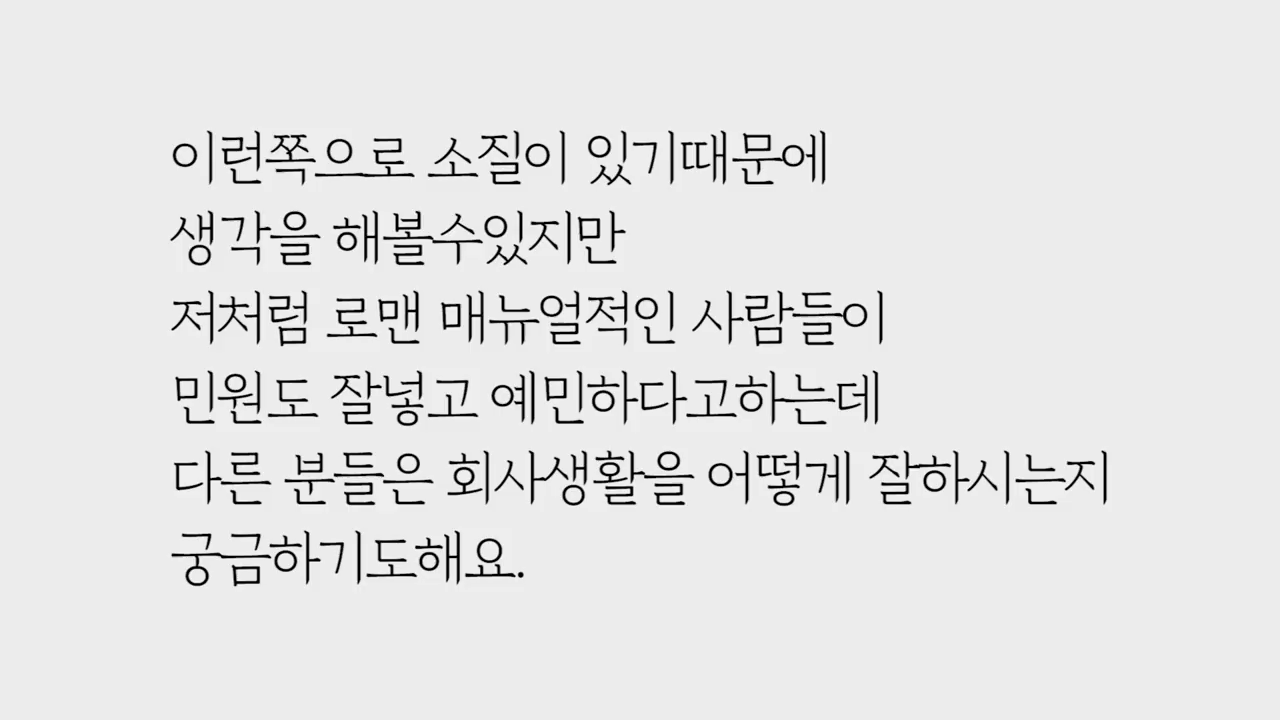 이런쪽으로 소질이 있기때문에
생각을 해볼수있지만
저처럼 로맨 매뉴얼적인 사람들이
민원도 잘넣고 예민하다고하는데
다른 분들은 회사생활을 어떻게 잘하시는지
궁금하기도해요.